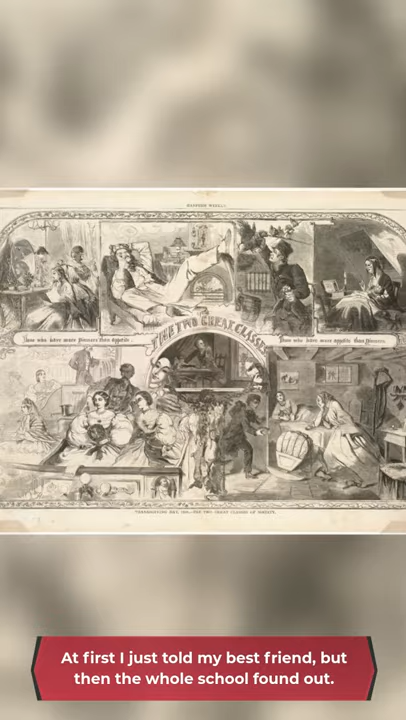 HARPER'S WEEKLY.
THE TWO GREAT CLASSES
Those who have more Dinners than Appetite.
Those who have more Appetite than Dinners.
THANKSGIVING DAY, 1860—THE TWO GREAT CLASSES OF SOCIETY.
At first I just told my best friend, but
then the whole school found out.